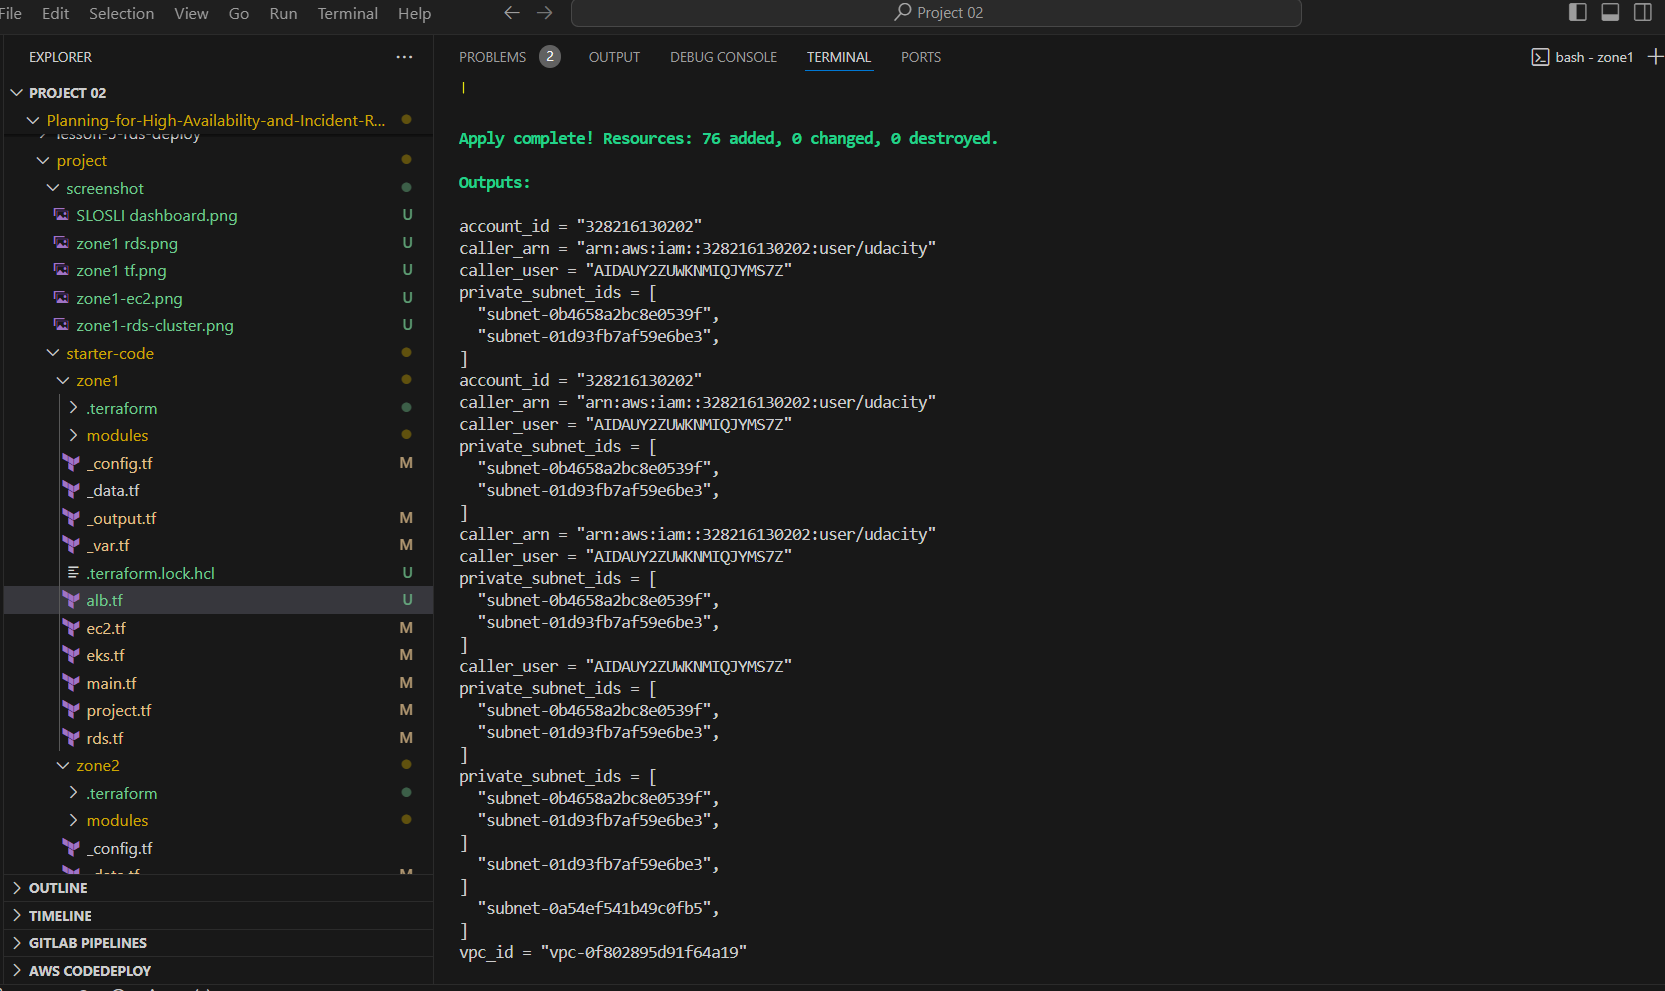 File Edit Selection View Go Run Terminal Help
Project 02
EXPLORER
PROJECT 02
Planning-for-High-Availability-and-Incident-R...
lesson-5-rds-deploy
project
screenshot
SLOSLI dashboard.png U
zone1 rds.png U
zone1 tf.png U
zone1-ec2.png U
zone1-rds-cluster.png U
starter-code
zone1
.terraform
modules
_config.tf M
_data.tf
_output.tf M
_var.tf M
.terraform.lock.hcl U
alb.tf U
ec2.tf M
eks.tf M
main.tf M
project.tf M
rds.tf M
zone2
.terraform
modules
_config.tf
_data.tf M
OUTLINE
TIMELINE
GITLAB PIPELINES
AWS CODEDEPLOY
PROBLEMS 2 OUTPUT DEBUG CONSOLE TERMINAL PORTS
bash - zone1
Apply complete! Resources: 76 added, 0 changed, 0 destroyed.
Outputs:
account_id = "328216130202"
caller_arn = "arn:aws:iam::328216130202:user/udacity"
caller_user = "AIDAUY2ZUWKNMIQJYMS7Z"
private_subnet_ids = [
"subnet-0b4658a2bc8e0539f",
"subnet-01d93fb7af59e6be3",
]
account_id = "328216130202"
caller_arn = "arn:aws:iam::328216130202:user/udacity"
caller_user = "AIDAUY2ZUWKNMIQJYMS7Z"
private_subnet_ids = [
"subnet-0b4658a2bc8e0539f",
"subnet-01d93fb7af59e6be3",
]
caller_arn = "arn:aws:iam::328216130202:user/udacity"
caller_user = "AIDAUY2ZUWKNMIQJYMS7Z"
private_subnet_ids = [
"subnet-0b4658a2bc8e0539f",
"subnet-01d93fb7af59e6be3",
]
caller_user = "AIDAUY2ZUWKNMIQJYMS7Z"
private_subnet_ids = [
"subnet-0b4658a2bc8e0539f",
"subnet-01d93fb7af59e6be3",
]
private_subnet_ids = [
"subnet-0b4658a2bc8e0539f",
"subnet-01d93fb7af59e6be3",
]
"subnet-01d93fb7af59e6be3",
]
"subnet-0a54ef541b49c0fb5",
]
vpc_id = "vpc-0f802895d91f64a19"